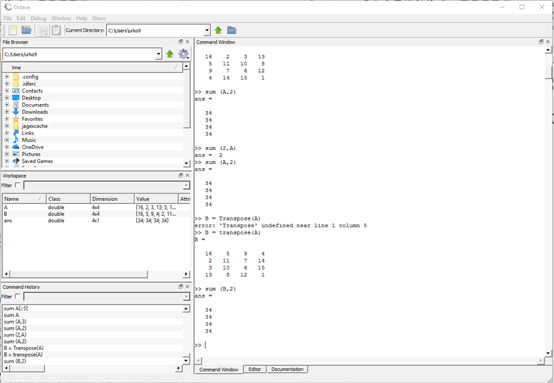 Octave
File Edit Debug Window Help News
Current Directory: C:/Users/urko9
File Browser
C:/Users/urko9
.config
.idlerc
Contacts
Desktop
Documents
Downloads
Favorites
jagexcache
Links
Music
OneDrive
Pictures
Saved Games
Workspace
Filter
Name Class Dimension Value Attri
A double 4x4 [16, 2, 3, 13; 5, 1...
B double 4x4 [16, 5, 9, 4; 2, 11...
ans double 4x1 [34; 34; 34; 34]
Command History
Filter
sum A[:5]
sum A
sum (A,3)
sum (A,2)
sum (2,A)
sum (A,2)
B = Transpose(A)
B = transpose(A)
sum (B,2)
Command Window
16 2 3 13
5 11 10 8
9 7 6 12
4 14 15 1
>> sum (A,2)
ans =
34
34
34
34
>> sum (2,A)
ans = 2
>> sum (A,2)
ans =
34
34
34
34
>> B = Transpose(A)
error: 'Transpose' undefined near line 1 column 5
>> B = transpose(A)
B =
16 5 9 4
2 11 7 14
3 10 6 15
13 8 12 1
>> sum (B,2)
ans =
34
34
34
34
>>
Command Window Editor Documentation